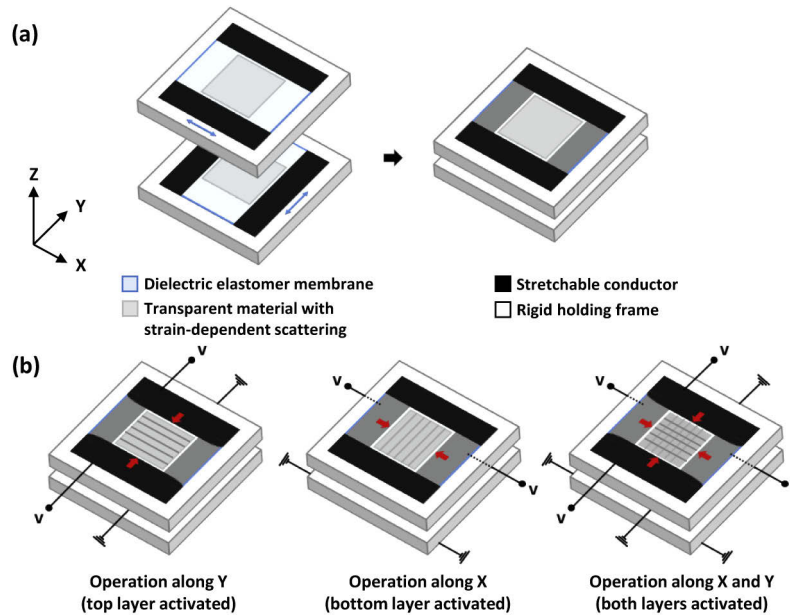 (a)
Z
Y
X
Dielectric elastomer membrane
Transparent material with
strain-dependent scattering
Stretchable conductor
Rigid holding frame
(b)
V
V
V
V
V
V
V
V
Operation along Y
(top layer activated)
Operation along X
(bottom layer activated)
Operation along X and Y
(both layers activated)